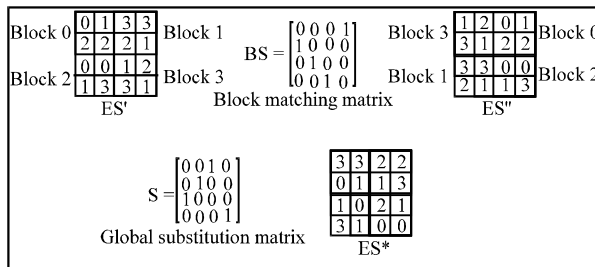 Block 0 0 1 3 3 Block 1
2 2 2 1
Block 2 0 0 1 2 Block 3
1 3 3 1
ES'
BS =
0 0 0 1
1 0 0 0
0 1 0 0
0 0 1 0
Block matching matrix
Block 3 1 2 0 1 Block 0
3 1 2 2
Block 1 3 3 0 0 Block 2
2 1 1 3
ES"
S =
0 0 1 0
0 1 0 0
1 0 0 0
0 0 0 1
Global substitution matrix
3 3 2 2
0 1 1 3
1 0 2 1
3 1 0 0
ES*